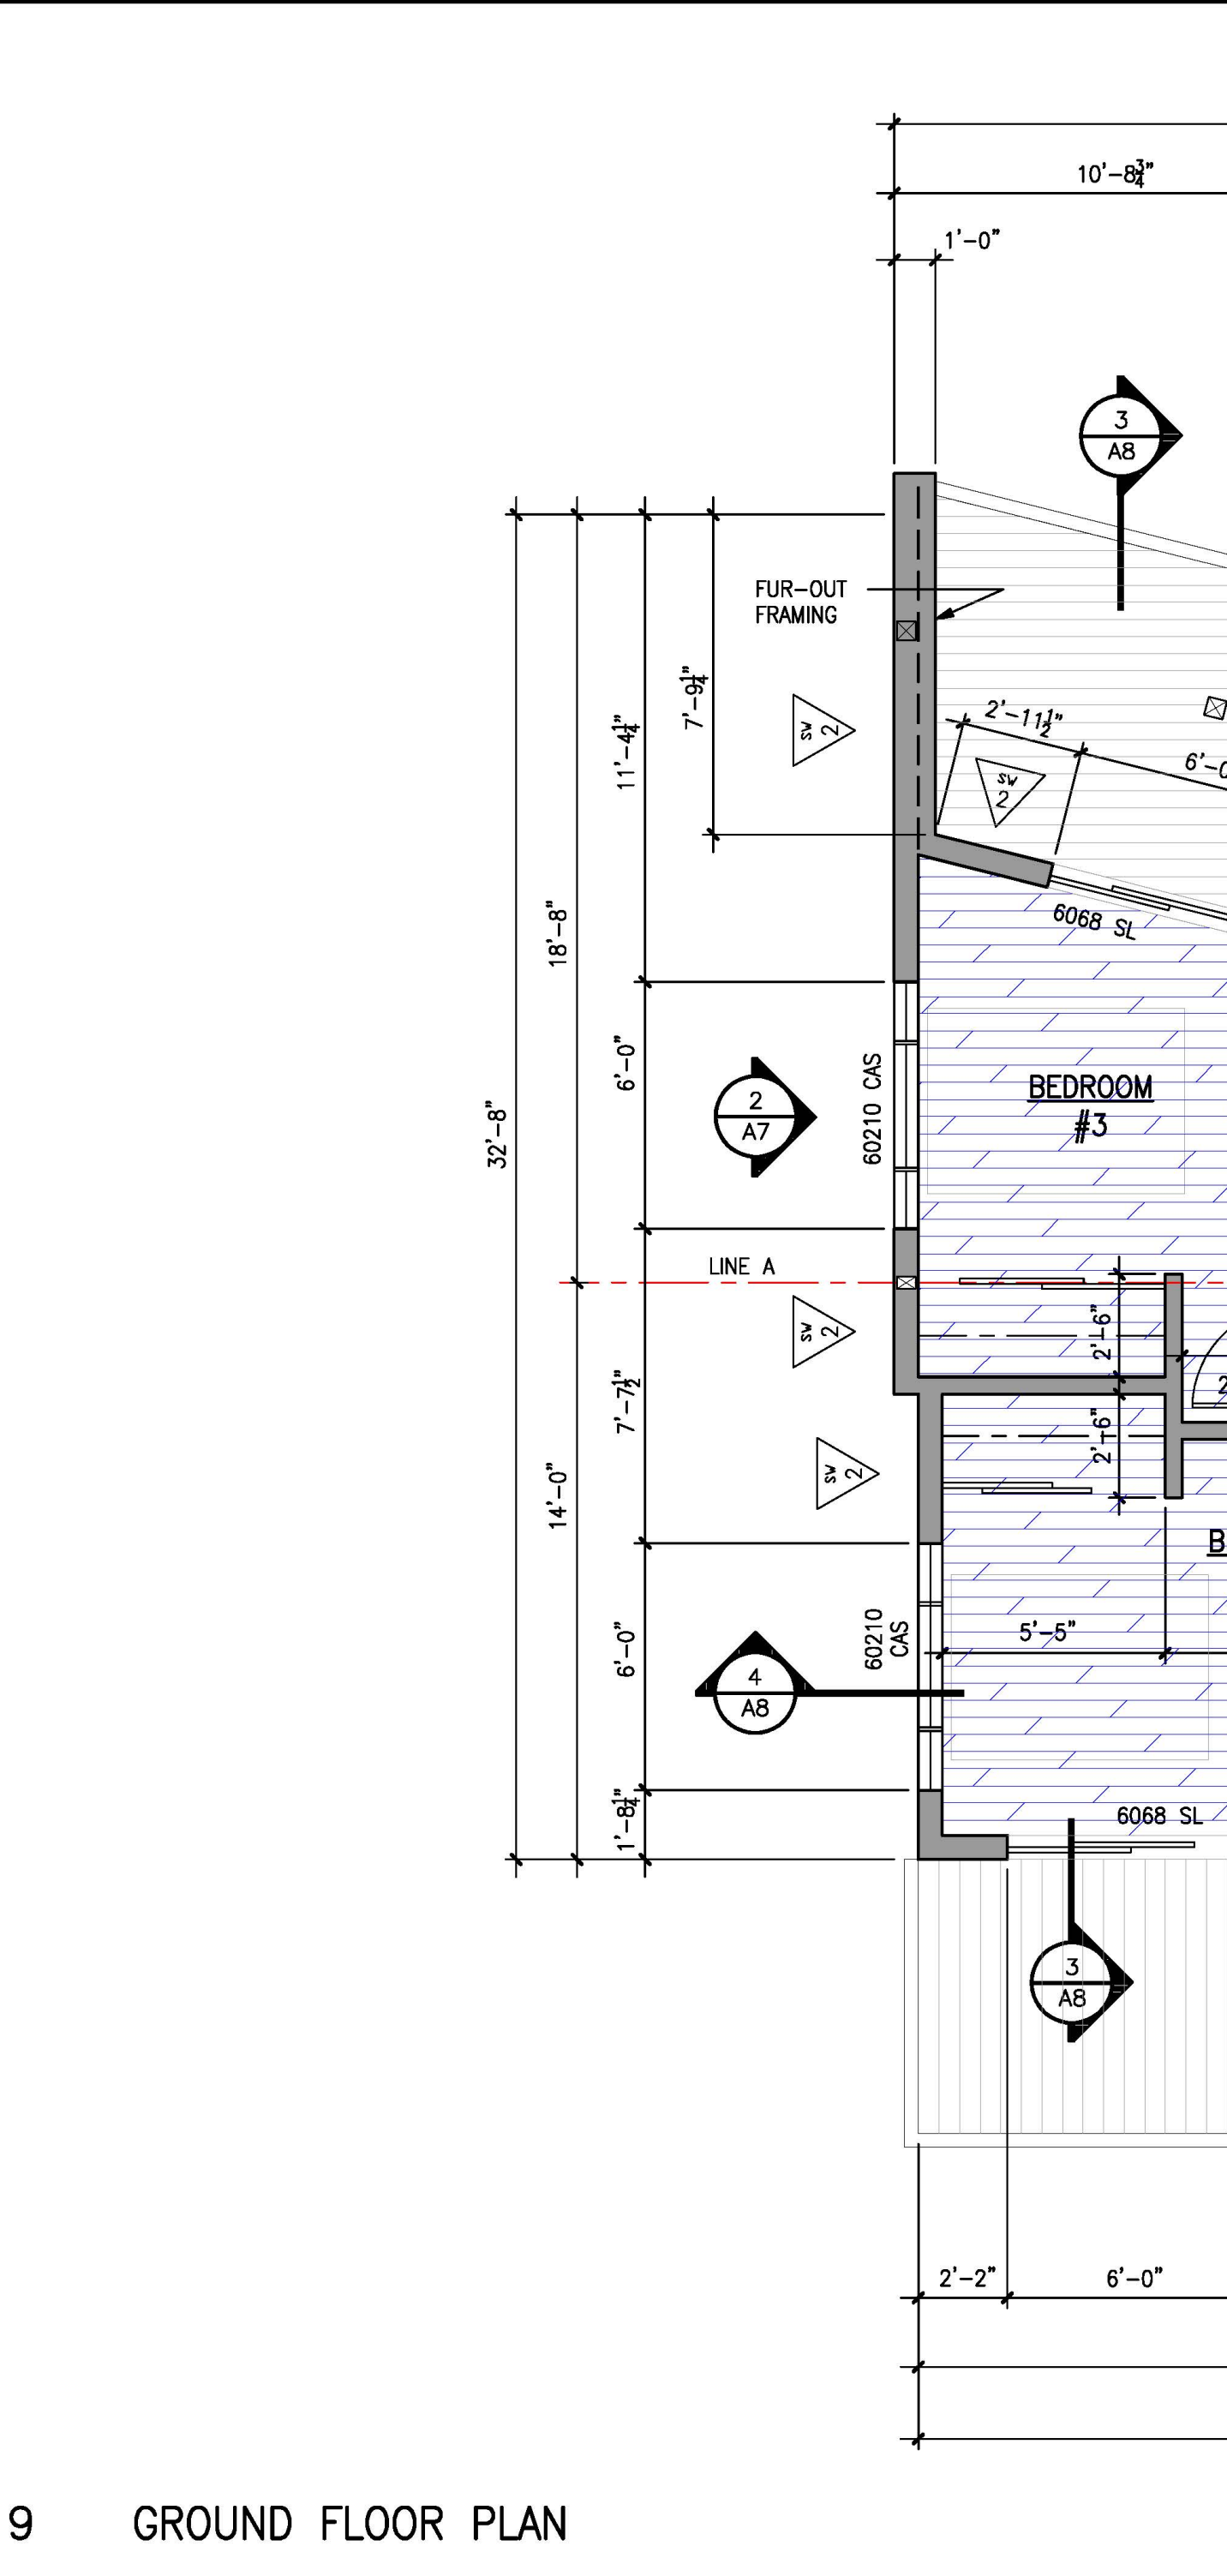 10'-8¾"
1'-0"
3
A8
FUR-OUT
FRAMING
7'-9¼"
11'-4¼"
SW
2
2'-11½"
SW
2
6068 SL
18'-8"
6'-0"
60210 CAS
2
A7
BEDROOM
#3
32'-8"
LINE A
SW
2
2'-6"
7'-7½"
2'-6"
SW
2
14'-0"
6'-0"
60210
CAS
5'-5"
4
A8
1'-8¼"
6068 SL
3
A8
2'-2"
6'-0"
9 GROUND FLOOR PLAN